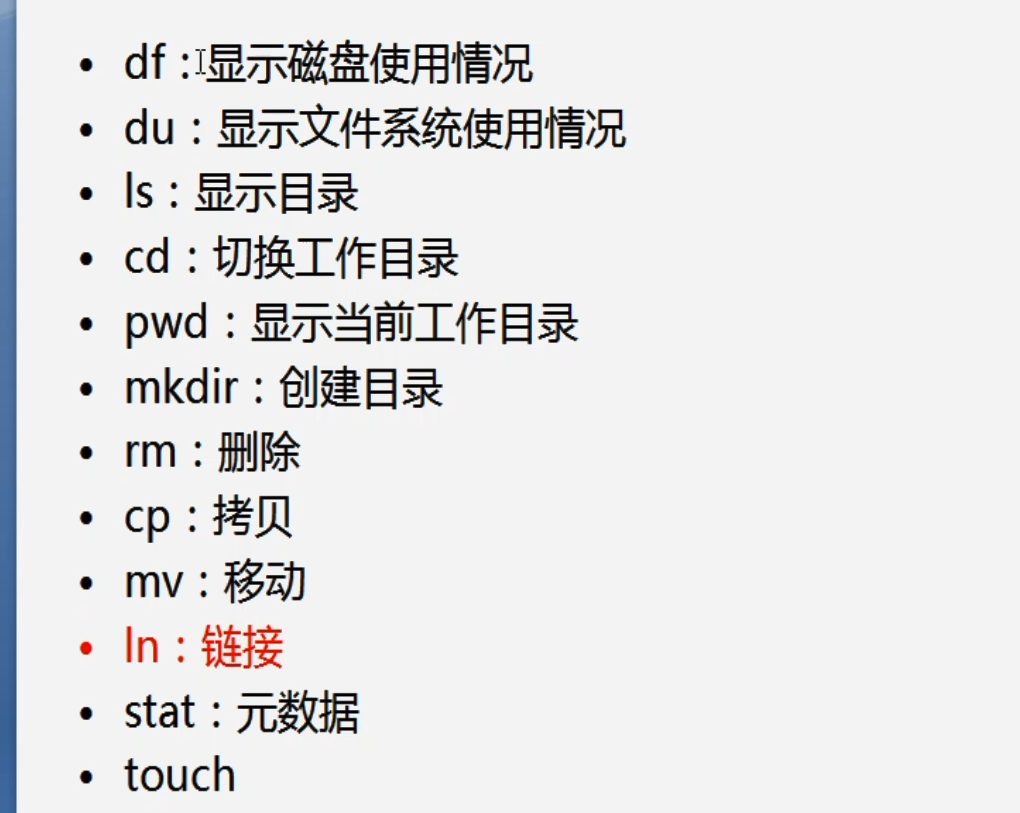 • df：显示磁盘使用情况
• du：显示文件系统使用情况
• ls：显示目录
• cd：切换工作目录
• pwd：显示当前工作目录
• mkdir：创建目录
• rm：删除
• cp：拷贝
• mv：移动
• ln：链接
• stat：元数据
• touch